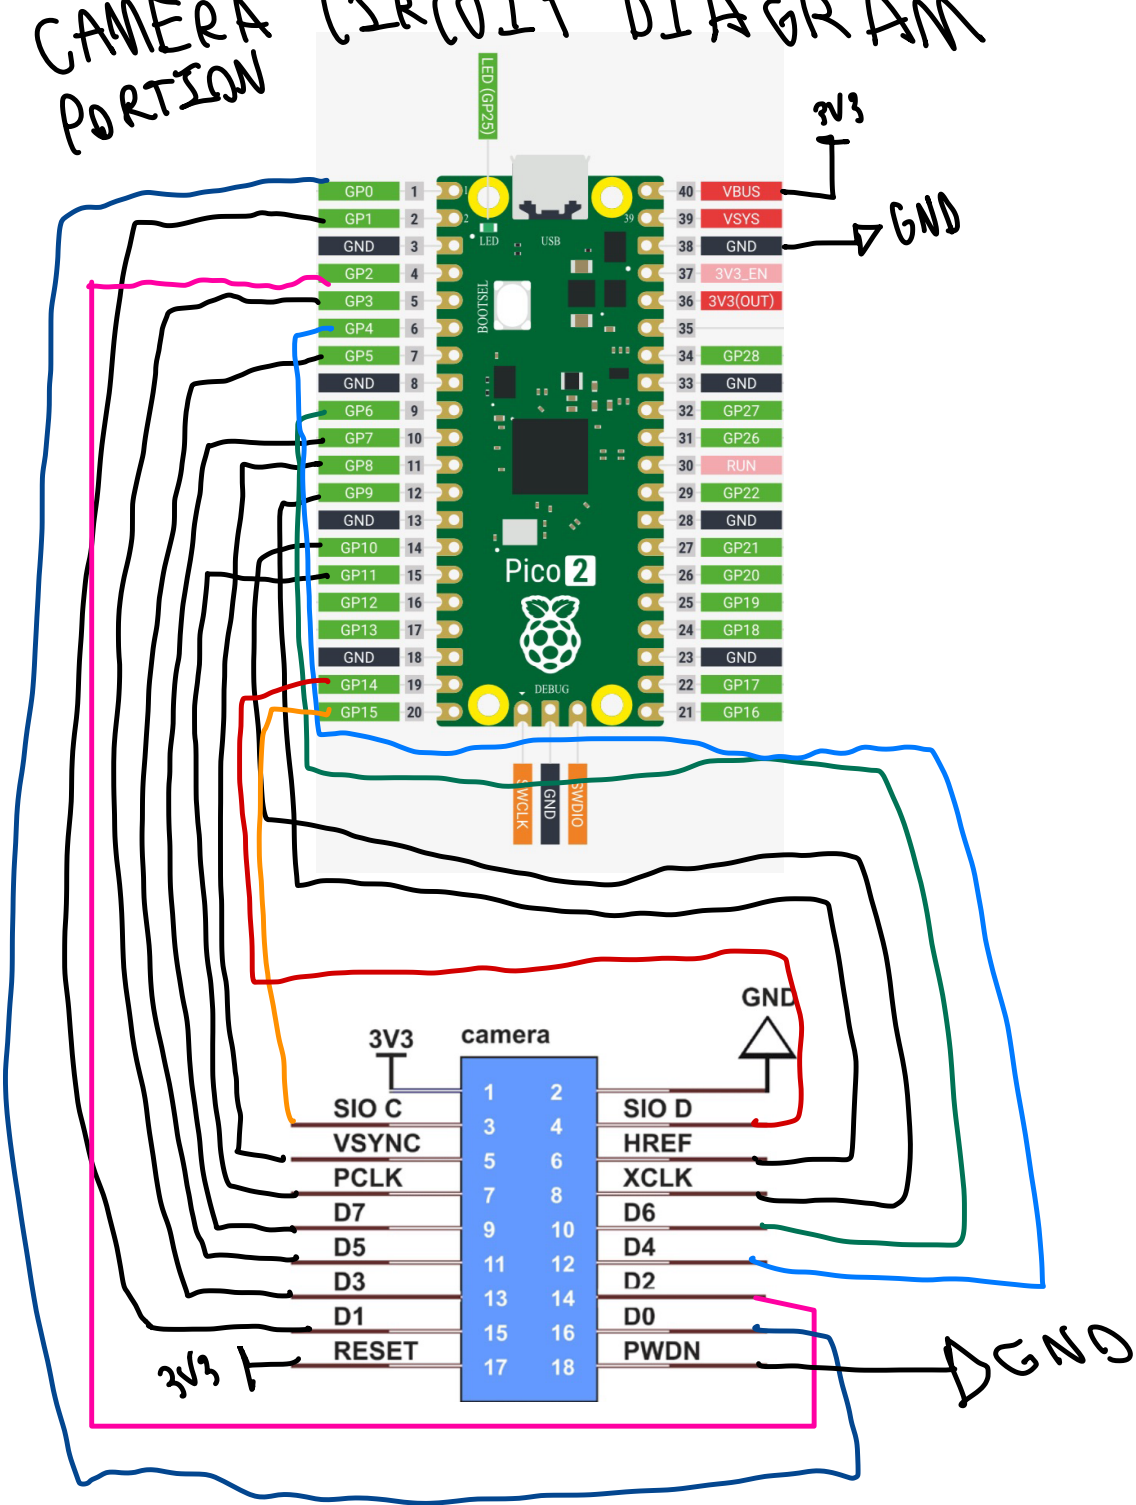 CAMERA CIRCUIT DIAGRAM
PORTION
LED (GP25)
3V3
GND
GP0 1
GP1 2
GND 3
GP2 4
GP3 5
GP4 6
GP5 7
GND 8
GP6 9
GP7 10
GP8 11
GP9 12
GND 13
GP10 14
GP11 15
GP12 16
GP13 17
GND 18
GP14 19
GP15 20
1
2
39
LED
USB
BOOTSEL
Pico 2
DEBUG
40 VBUS
39 VSYS
38 GND
37 3V3_EN
36 3V3(OUT)
35
34 GP28
33 GND
32 GP27
31 GP26
30 RUN
29 GP22
28 GND
27 GP21
26 GP20
25 GP19
24 GP18
23 GND
22 GP17
21 GP16
SWCLK
GND
SWDIO
GND
3V3 camera
1 2
SIO C 3 4 SIO D
VSYNC 5 6 HREF
PCLK 7 8 XCLK
D7 9 10 D6
D5 11 12 D4
D3 13 14 D2
D1 15 16 D0
RESET 17 18 PWDN
3V3
GND